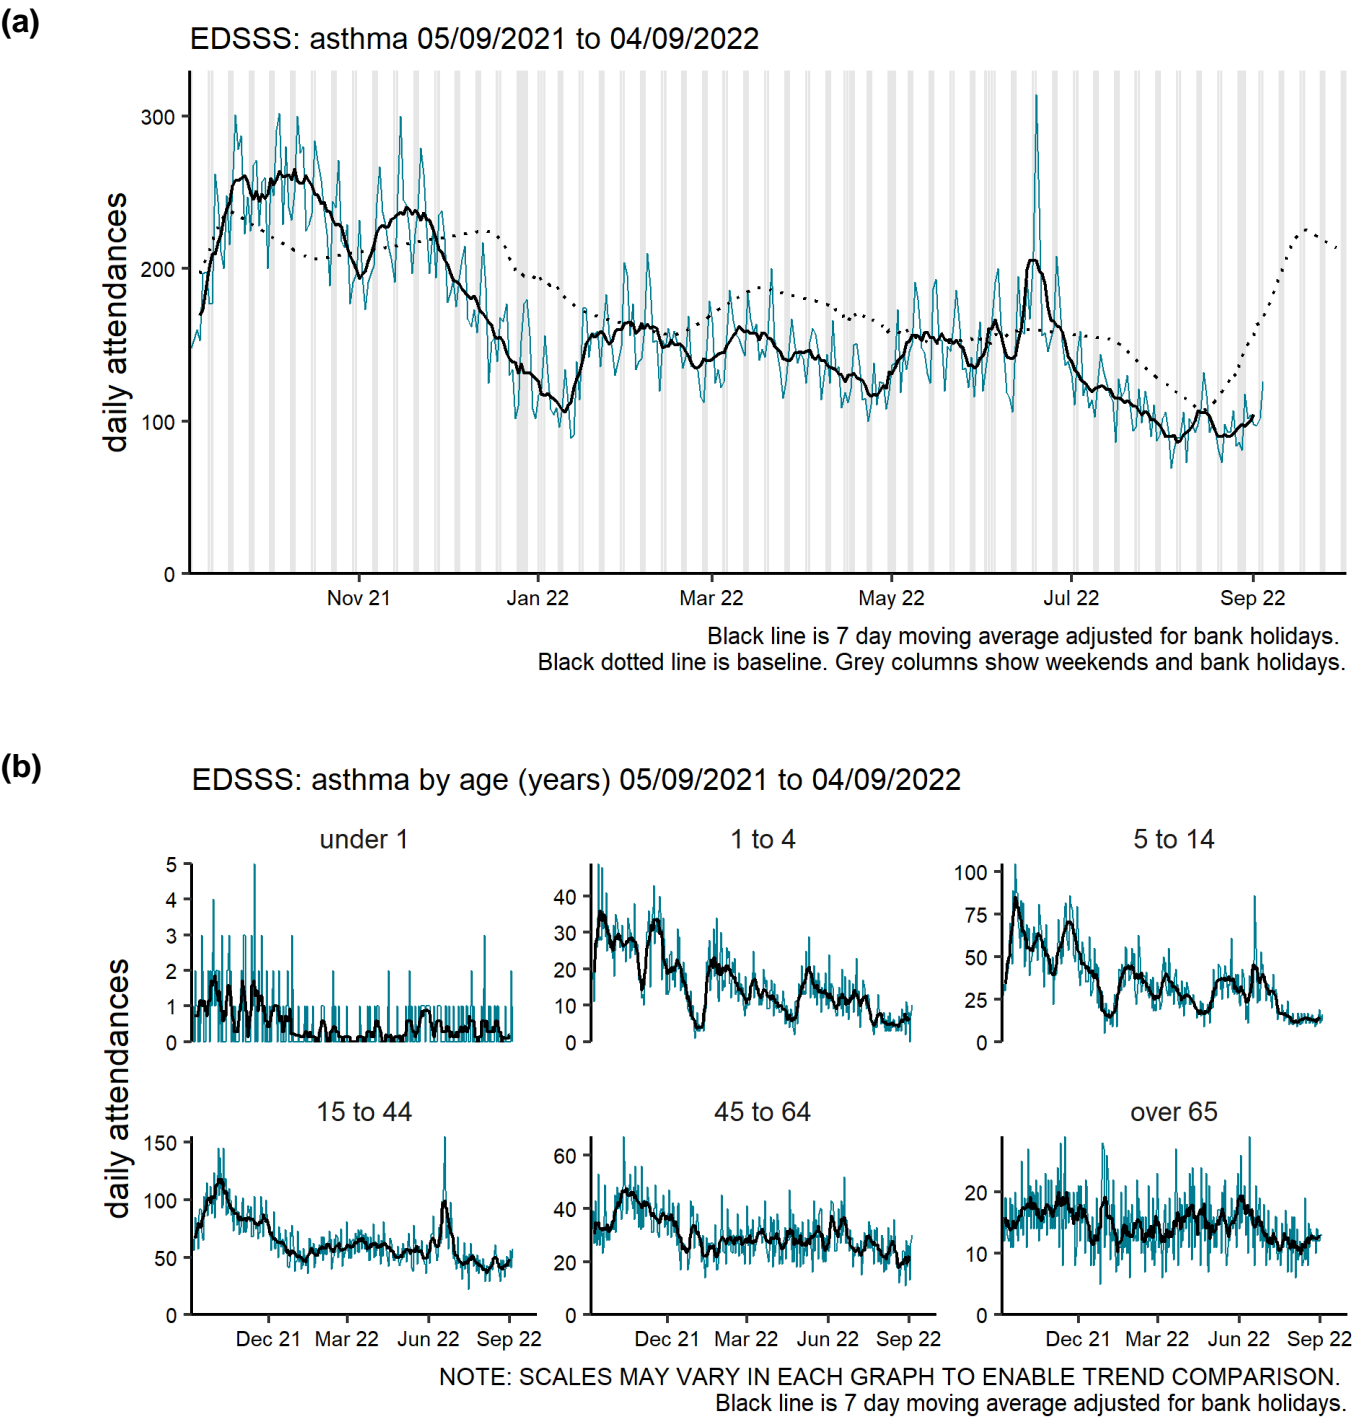 (a)
EDSSS: asthma 05/09/2021 to 04/09/2022
daily attendances
300
200
100
0
Nov 21 Jan 22 Mar 22 May 22 Jul 22 Sep 22
Black line is 7 day moving average adjusted for bank holidays.
Black dotted line is baseline. Grey columns show weekends and bank holidays.
(b)
EDSSS: asthma by age (years) 05/09/2021 to 04/09/2022
daily attendances
under 1
5
4
3
2
1
0
1 to 4
40
30
20
10
0
5 to 14
100
75
50
25
0
15 to 44
150
100
50
0
Dec 21 Mar 22 Jun 22 Sep 22
45 to 64
60
40
20
0
Dec 21 Mar 22 Jun 22 Sep 22
over 65
20
10
0
Dec 21 Mar 22 Jun 22 Sep 22
NOTE: SCALES MAY VARY IN EACH GRAPH TO ENABLE TREND COMPARISON.
Black line is 7 day moving average adjusted for bank holidays.